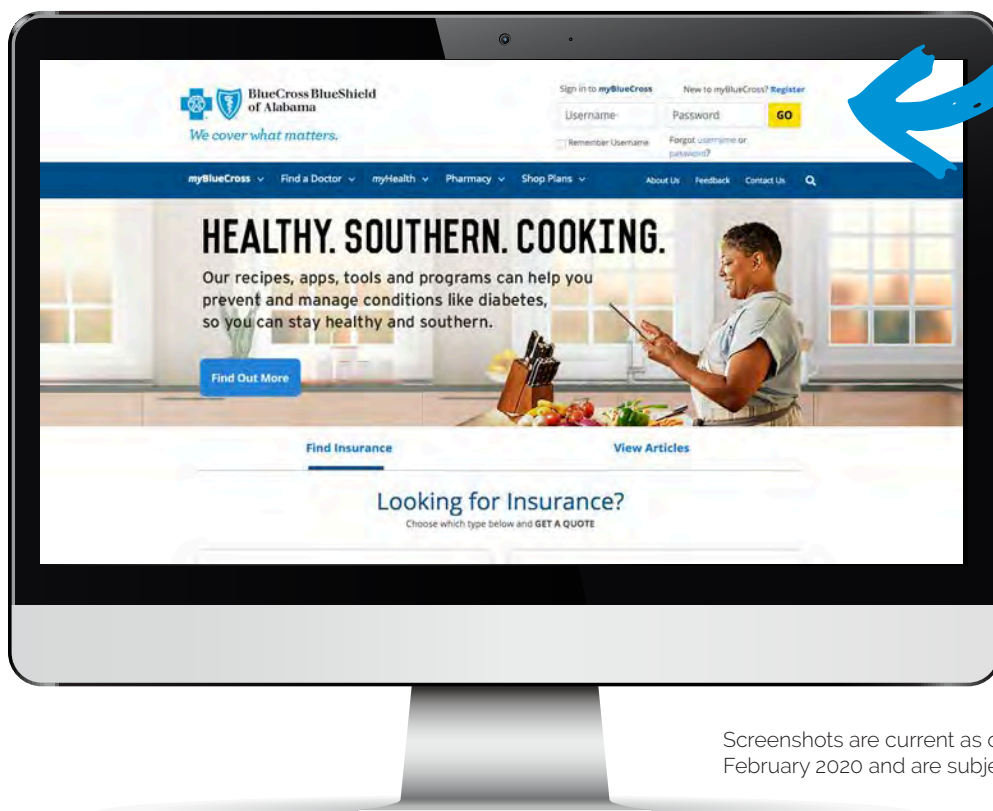 BlueCross BlueShield
of Alabama
We cover what matters.
Sign in to myBlueCross New to myBlueCross? Register
Username Password GO
Remember Username Forgot username or
password?
myBlueCross Find a Doctor myHealth Pharmacy Shop Plans About Us Feedback Contact Us
HEALTHY. SOUTHERN. COOKING.
Our recipes, apps, tools and programs can help you
prevent and manage conditions like diabetes,
so you can stay healthy and southern.
Find Out More
Find Insurance View Articles
Looking for Insurance?
Choose which type below and GET A QUOTE
Screenshots are current as
February 2020 and are